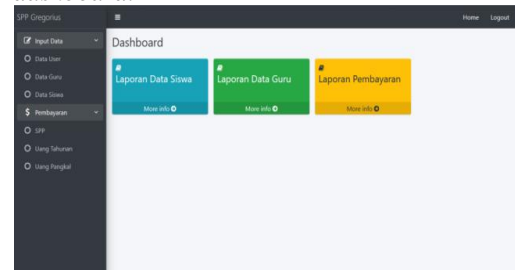 SPP Gregorius
Home Logout
Input Data
Data User
Data Guru
Data Siswa
Pembayaran
SPP
Uang Tahunan
Uang Pangkal
Dashboard
Laporan Data Siswa
More info
Laporan Data Guru
More info
Laporan Pembayaran
More info